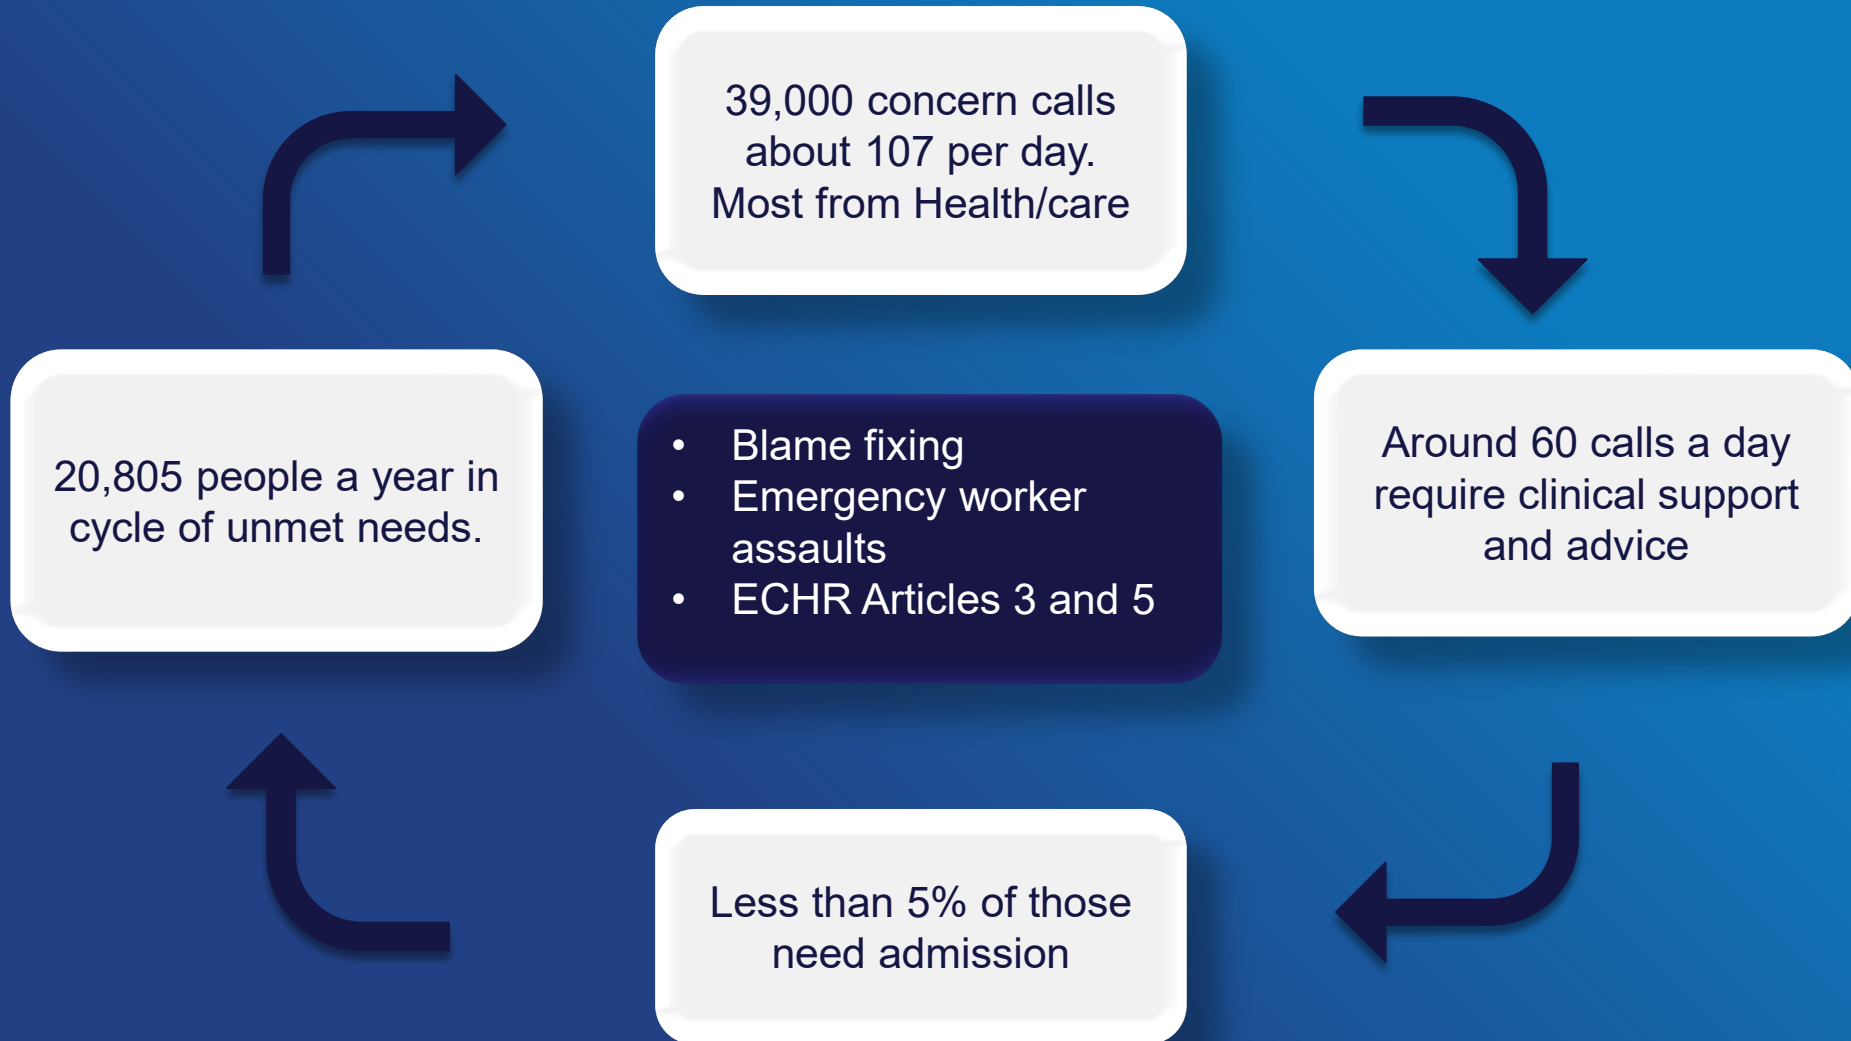 39,000 concern calls
about 107 per day.
Most from Health/care
20,805 people a year in
cycle of unmet needs.
• Blame fixing
• Emergency worker
assaults
• ECHR Articles 3 and 5
Around 60 calls a day
require clinical support
and advice
Less than 5% of those
need admission